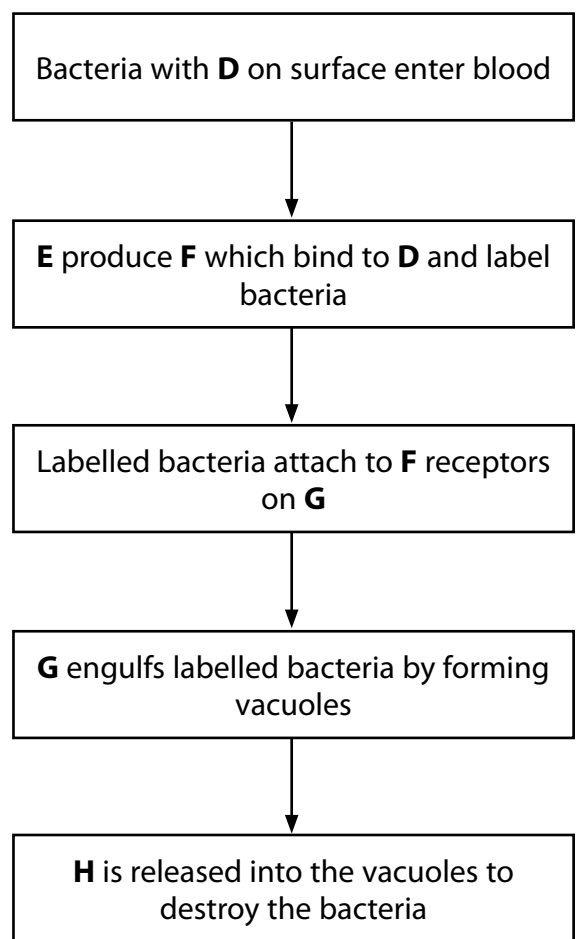 Bacteria with D on surface enter blood
E produce F which bind to D and label
bacteria
Labelled bacteria attach to F receptors
on G
G engulfs labelled bacteria by forming
vacuoles
H is released into the vacuoles to
destroy the bacteria